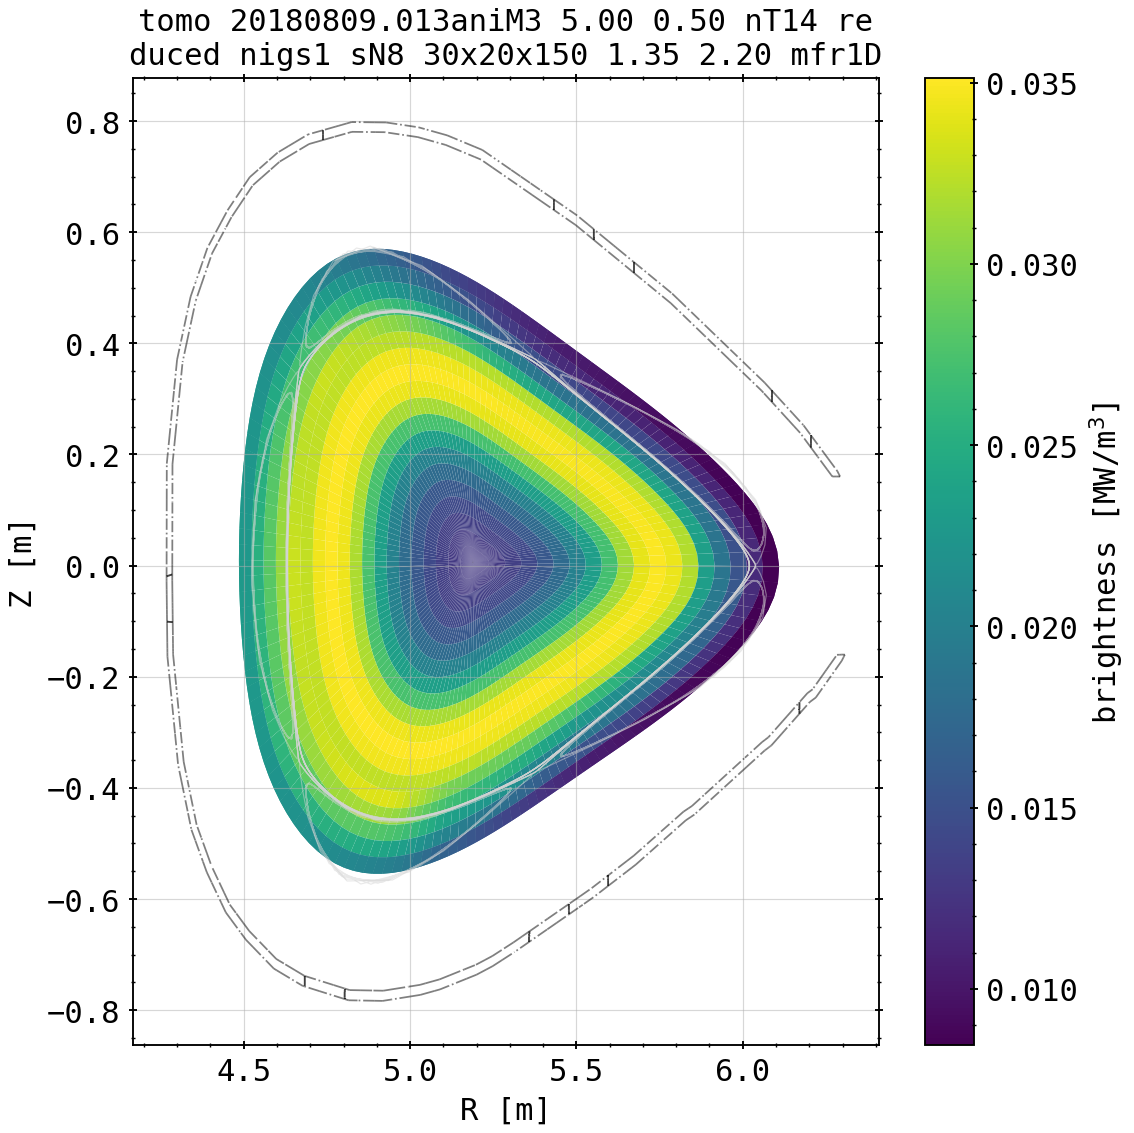 tomo 20180809.013aniM3 5.00 0.50 nT14 re
duced nigs1 sN8 30x20x150 1.35 2.20 mfr1D
0.8
0.6
0.4
0.2
0.0
−0.2
−0.4
−0.6
−0.8
Z [m]
4.5 5.0 5.5 6.0
R [m]
0.035
0.030
0.025
0.020
0.015
0.010
brightness [MW/m³]